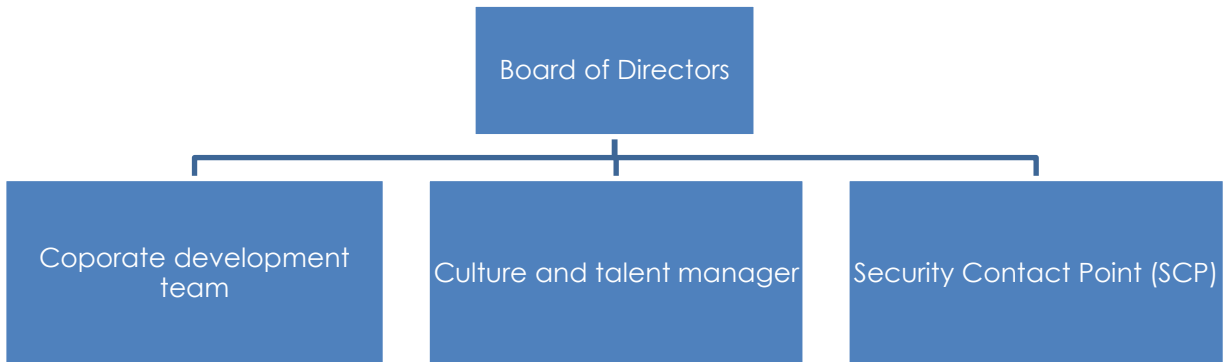 Board of Directors
Coporate development
team
Culture and talent manager
Security Contact Point (SCP)